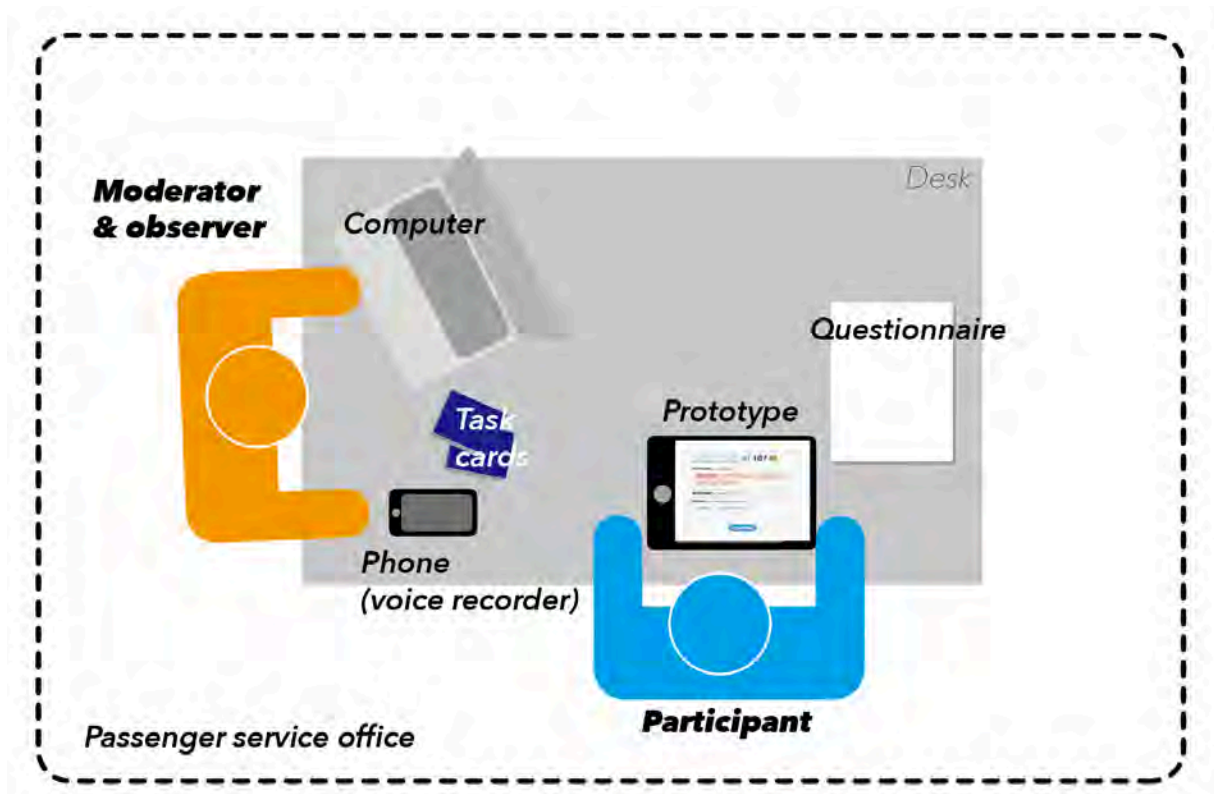 Desk
Moderator
& observer
Computer
Questionnaire
Prototype
Task
cards
Phone
(voice recorder)
Participant
Passenger service office